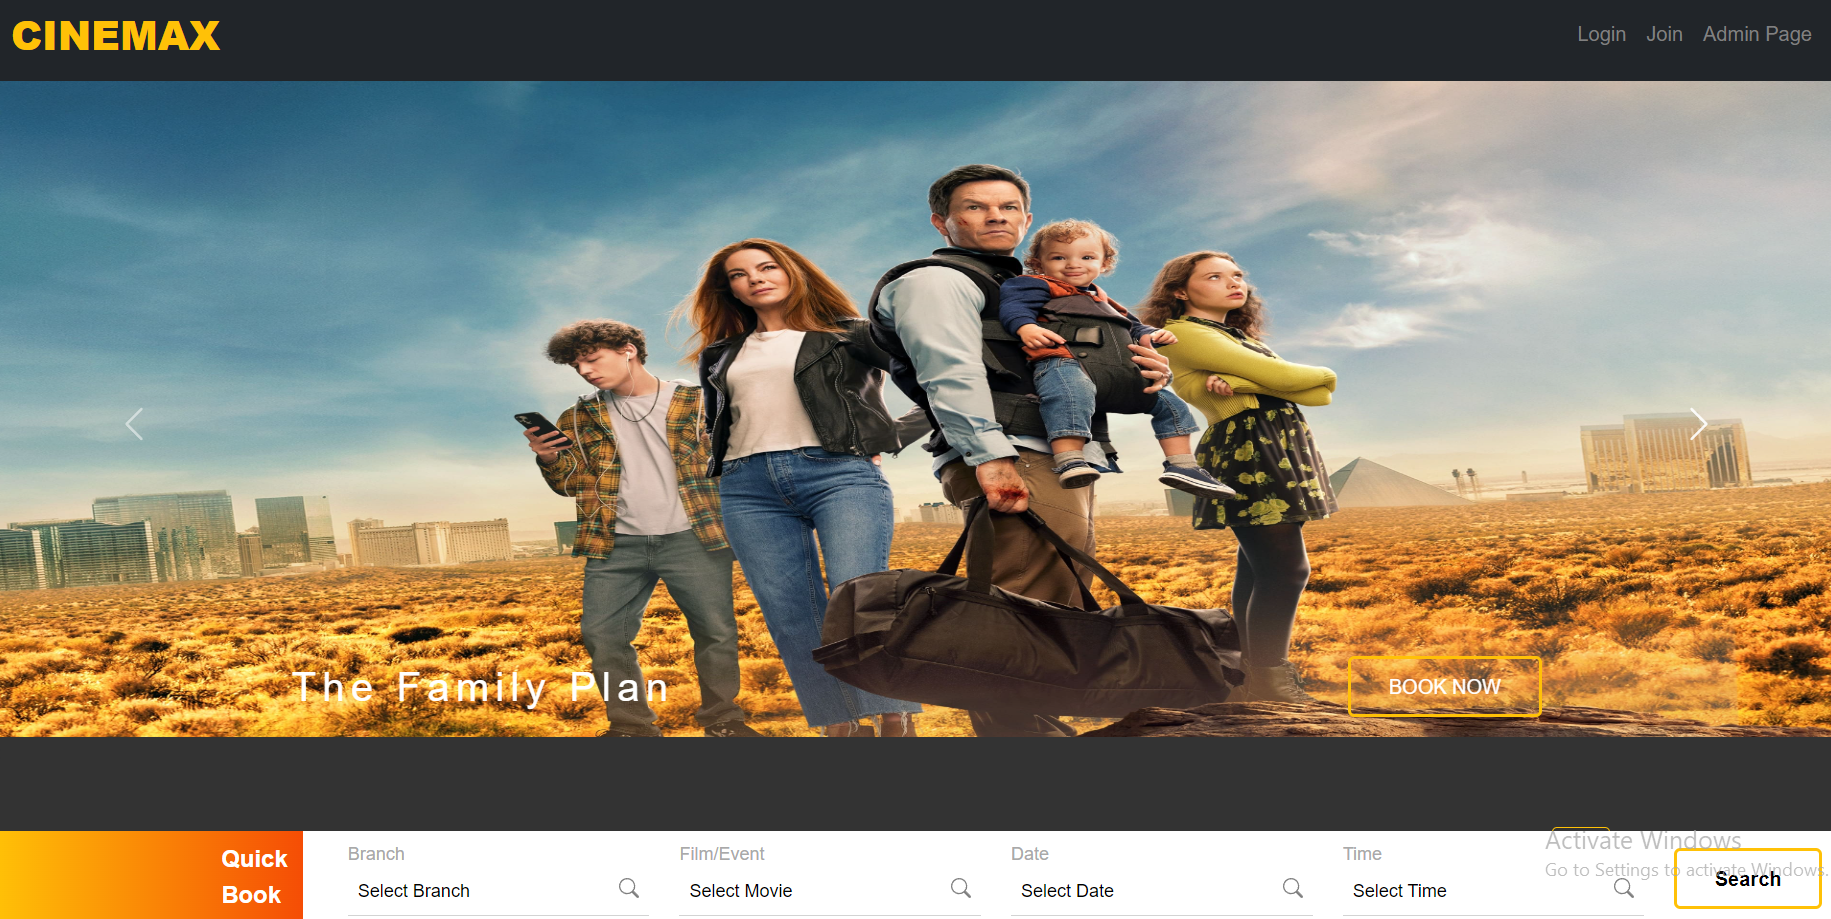 CINEMAX
Login Join Admin Page
The Family Plan
BOOK NOW
Quick
Book
Branch
Select Branch
Film/Event
Select Movie
Date
Select Date
Time
Select Time
Search
Activate Windows
Go to Settings to activate Windows.